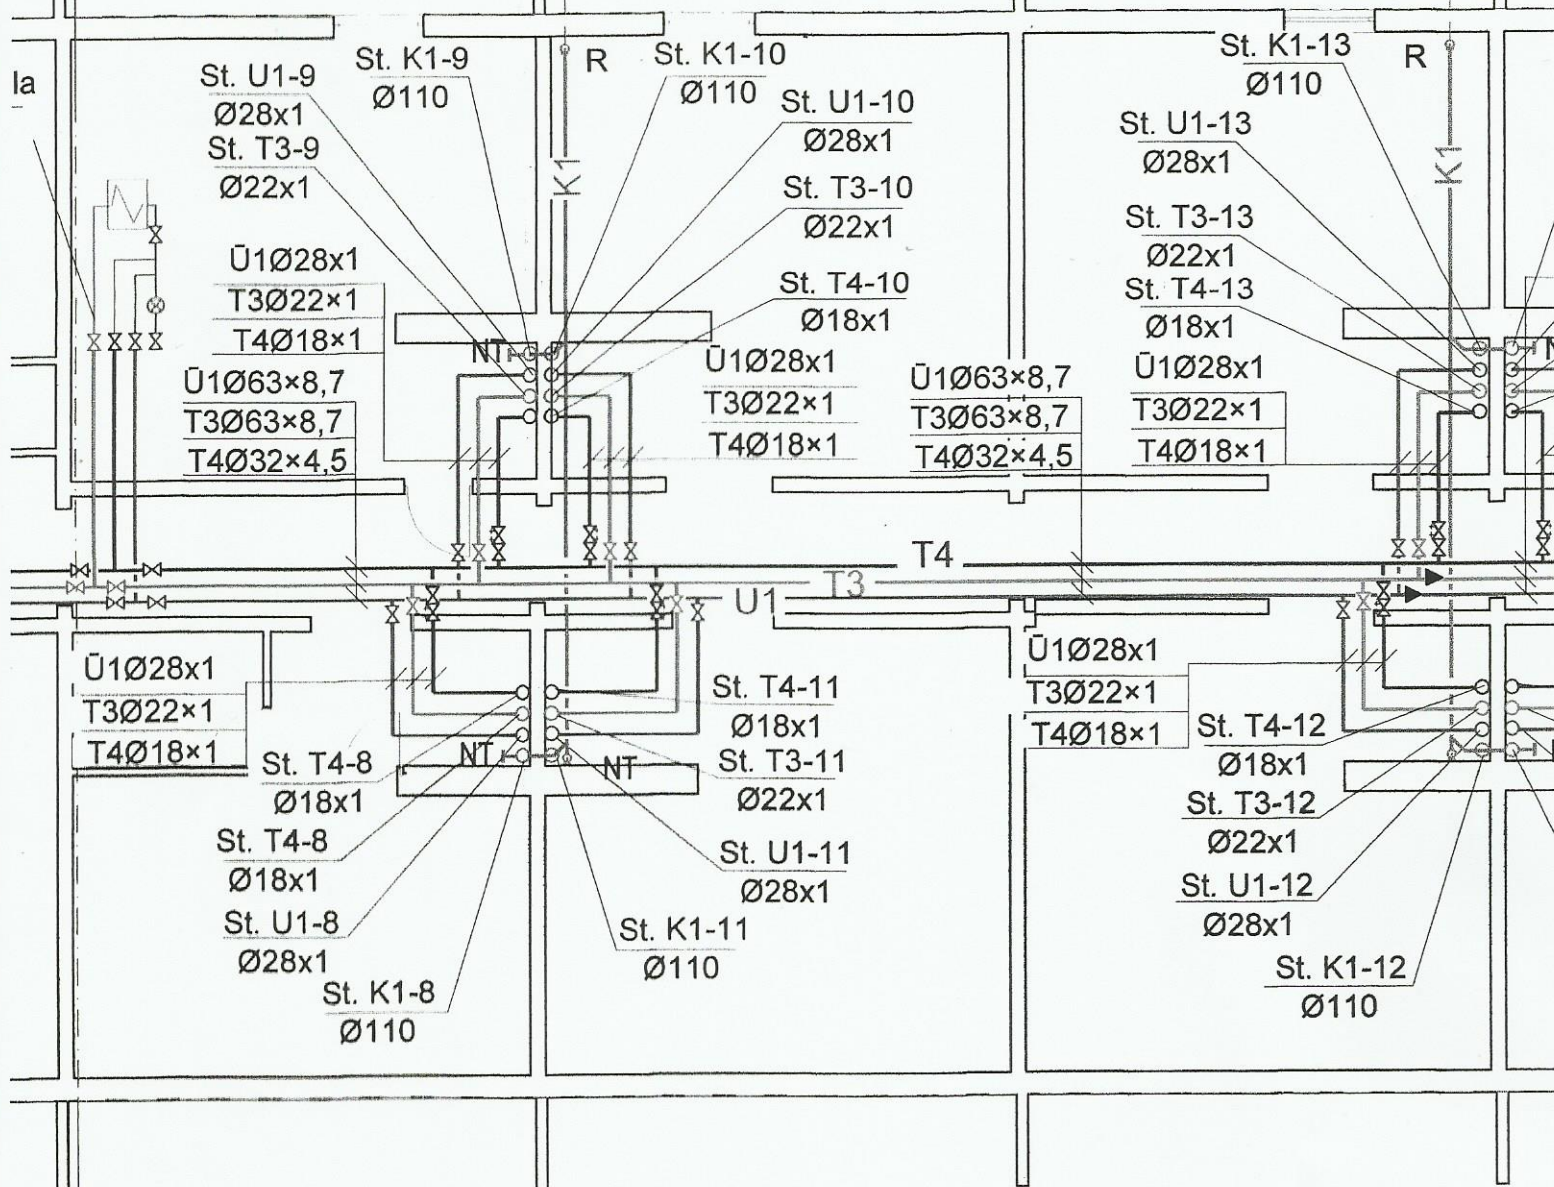 la
St. U1-9
Ø28x1
St. T3-9
Ø22x1
St. K1-9
Ø110
R
St. K1-10
Ø110
St. U1-10
Ø28x1
St. T3-10
Ø22x1
St. T4-10
Ø18x1
K1
St. K1-13
Ø110
R
St. U1-13
Ø28x1
K1
St. T3-13
Ø22x1
St. T4-13
Ø18x1
Ū1Ø28x1
T3Ø22×1
T4Ø18×1
NT
Ū1Ø63×8,7
T3Ø63×8,7
T4Ø32×4,5
Ū1Ø28x1
T3Ø22×1
T4Ø18×1
Ū1Ø63×8,7
T3Ø63×8,7
T4Ø32×4,5
Ū1Ø28x1
T3Ø22×1
T4Ø18×1
T4
T3
U1
Ū1Ø28x1
T3Ø22×1
T4Ø18×1
St. T4-8
Ø18x1
St. T4-8
Ø18x1
St. U1-8
Ø28x1
St. K1-8
Ø110
NT
NT
St. T4-11
Ø18x1
St. T3-11
Ø22x1
St. U1-11
Ø28x1
St. K1-11
Ø110
Ū1Ø28x1
T3Ø22×1
T4Ø18×1
St. T4-12
Ø18x1
St. T3-12
Ø22x1
St. U1-12
Ø28x1
St. K1-12
Ø110